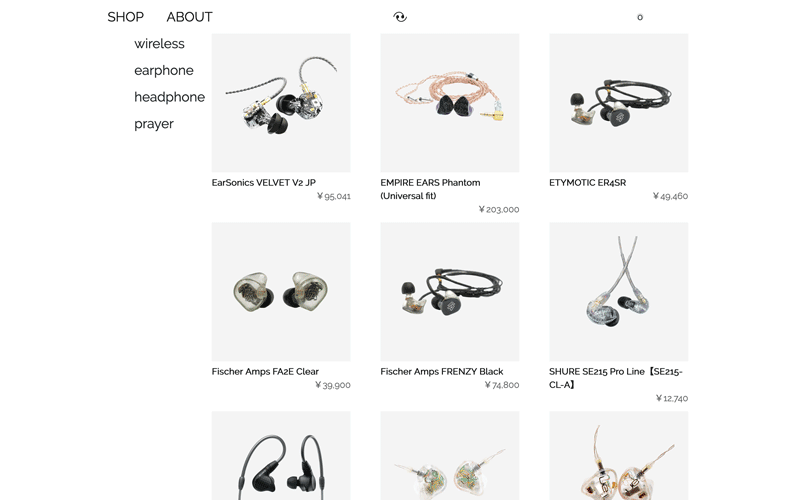 SHOP ABOUT 0
wireless
earphone
headphone
prayer
EarSonics VELVET V2 JP
¥95,041
EMPIRE EARS Phantom
(Universal fit)
¥203,000
ETYMOTIC ER4SR
¥49,460
Fischer Amps FA2E Clear
¥39,900
Fischer Amps FRENZY Black
¥74,800
SHURE SE215 Pro Line【SE215-
CL-A】
¥12,740